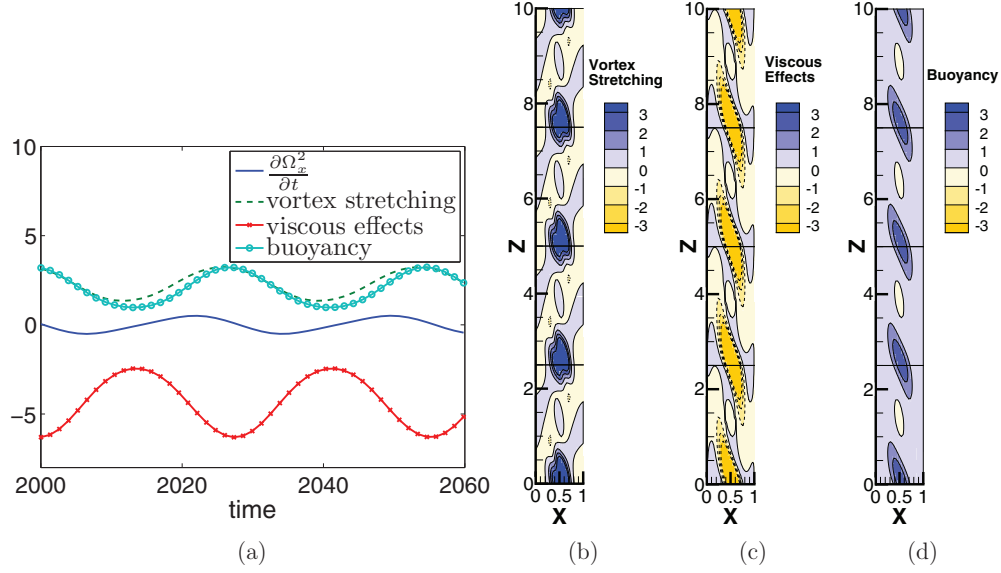 10
5
0
−5
2000
2020
2040
2060
time
∂Ω²ₓ/∂t
vortex stretching
viscous effects
buoyancy
(a)
10
8
6
4
2
0
Z
0 0.5 1
X
Vortex
Stretching
3
2
1
0
-1
-2
-3
(b)
10
8
6
4
2
0
Z
0 0.5 1
X
Viscous
Effects
3
2
1
0
-1
-2
-3
(c)
10
8
6
4
2
0
Z
0 0.5 1
X
Buoyancy
3
2
1
0
-1
-2
-3
(d)